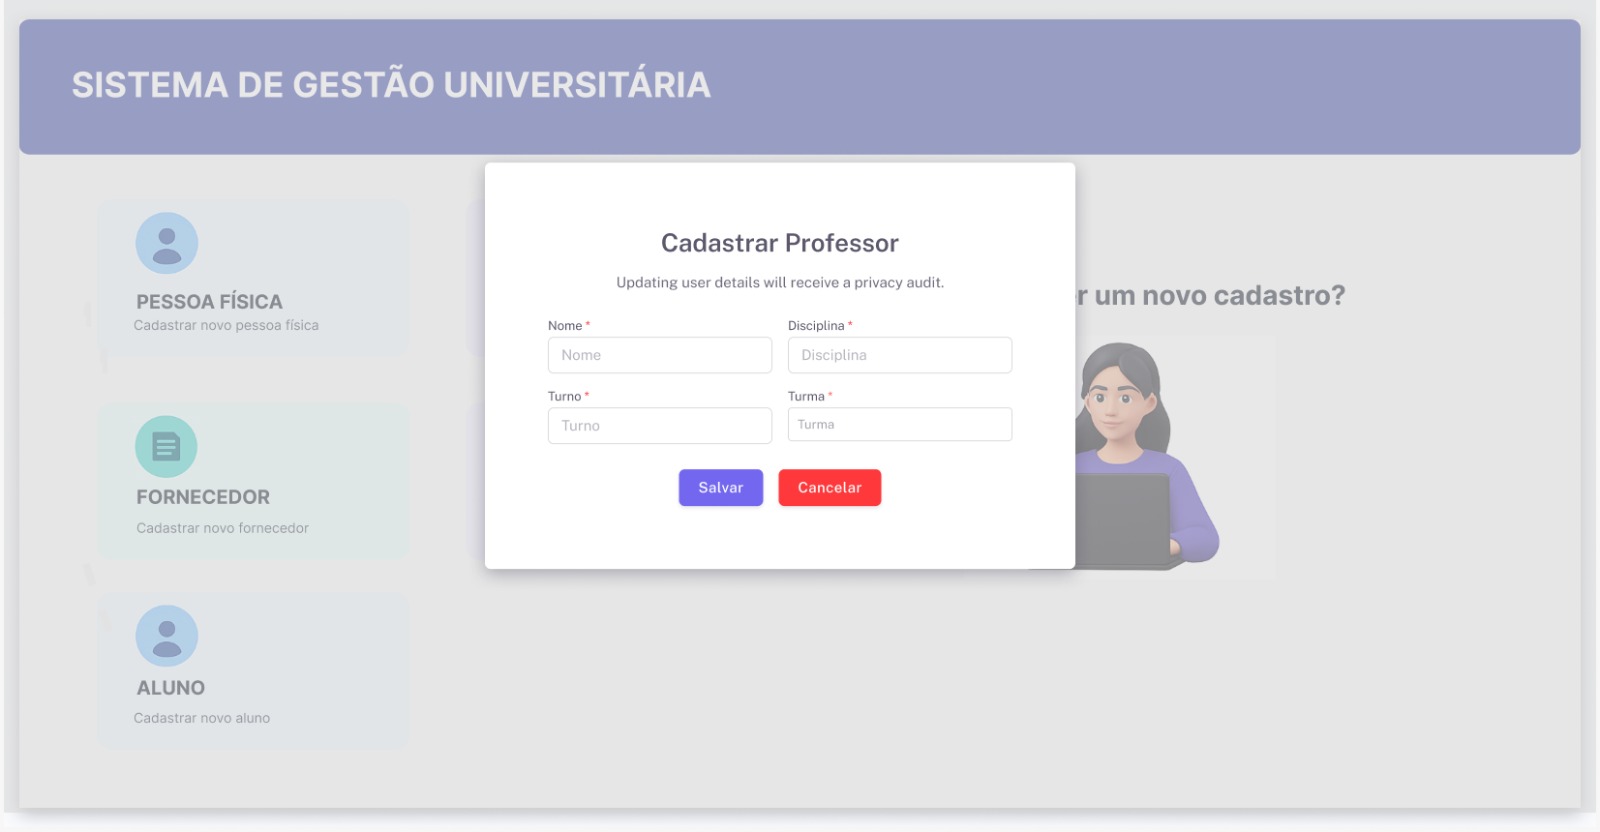 SISTEMA DE GESTÃO UNIVERSITÁRIA
PESSOA FÍSICA
Cadastrar novo pessoa física
FORNECEDOR
Cadastrar novo fornecedor
ALUNO
Cadastrar novo aluno
um novo cadastro?
Cadastrar Professor
Updating user details will receive a privacy audit.
Nome *
Disciplina *
Nome
Disciplina
Turno *
Turma *
Turno
Turma
Salvar
Cancelar